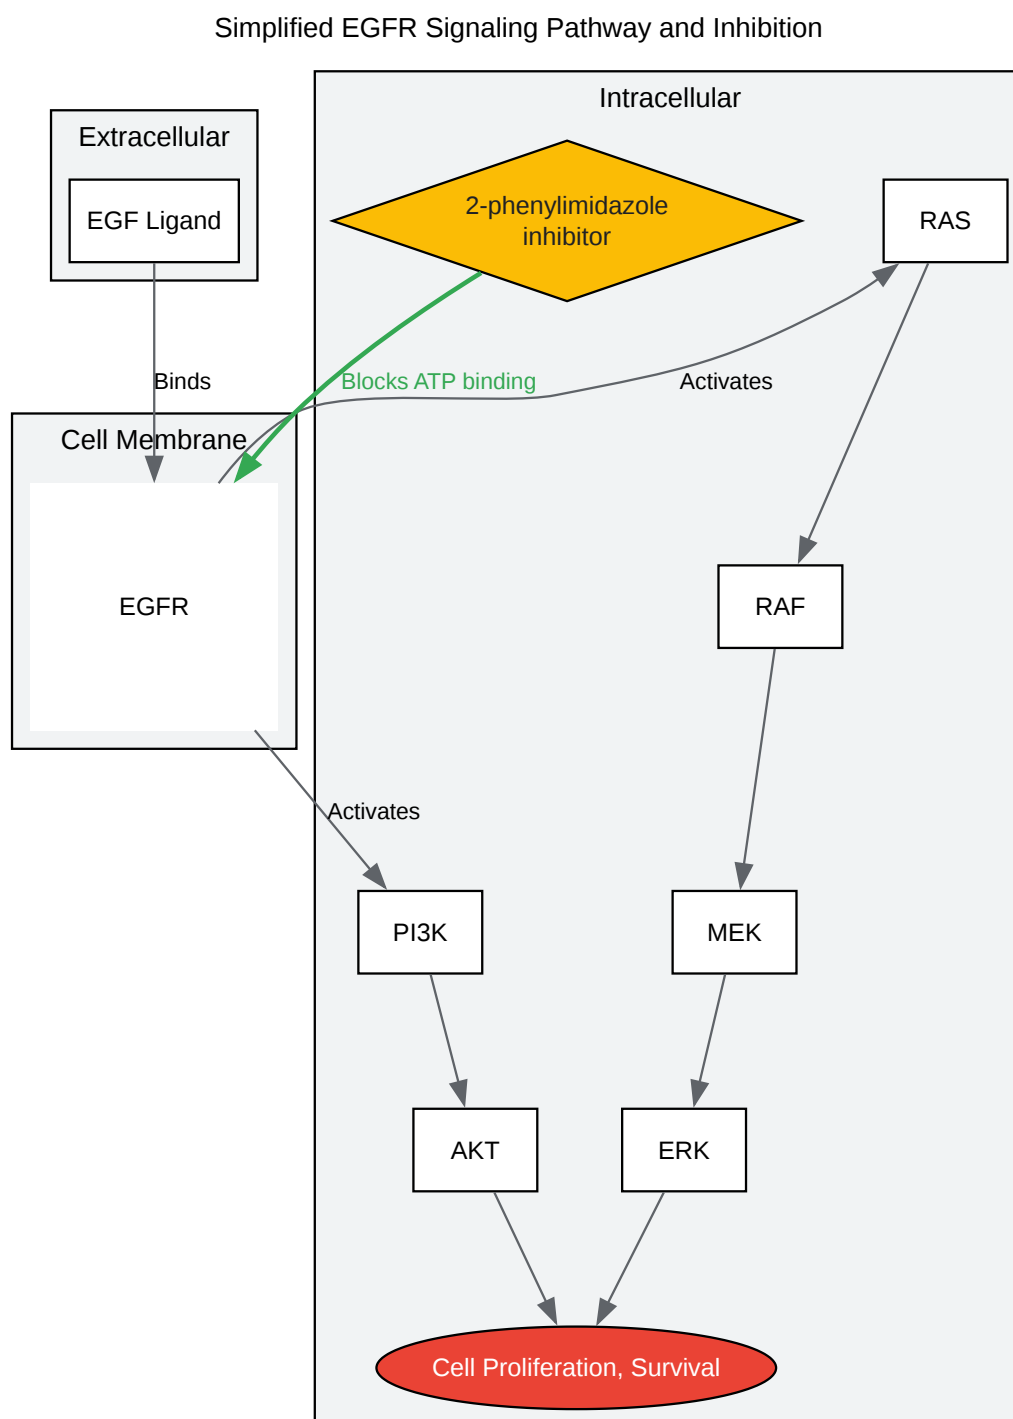 Simplified EGFR Signaling Pathway and Inhibition
Intracellular
Extracellular
EGF Ligand
2-phenylimidazole
inhibitor
RAS
Binds
Blocks ATP binding
Activates
Cell Membrane
EGFR
RAF
Activates
PI3K
MEK
AKT
ERK
Cell Proliferation, Survival